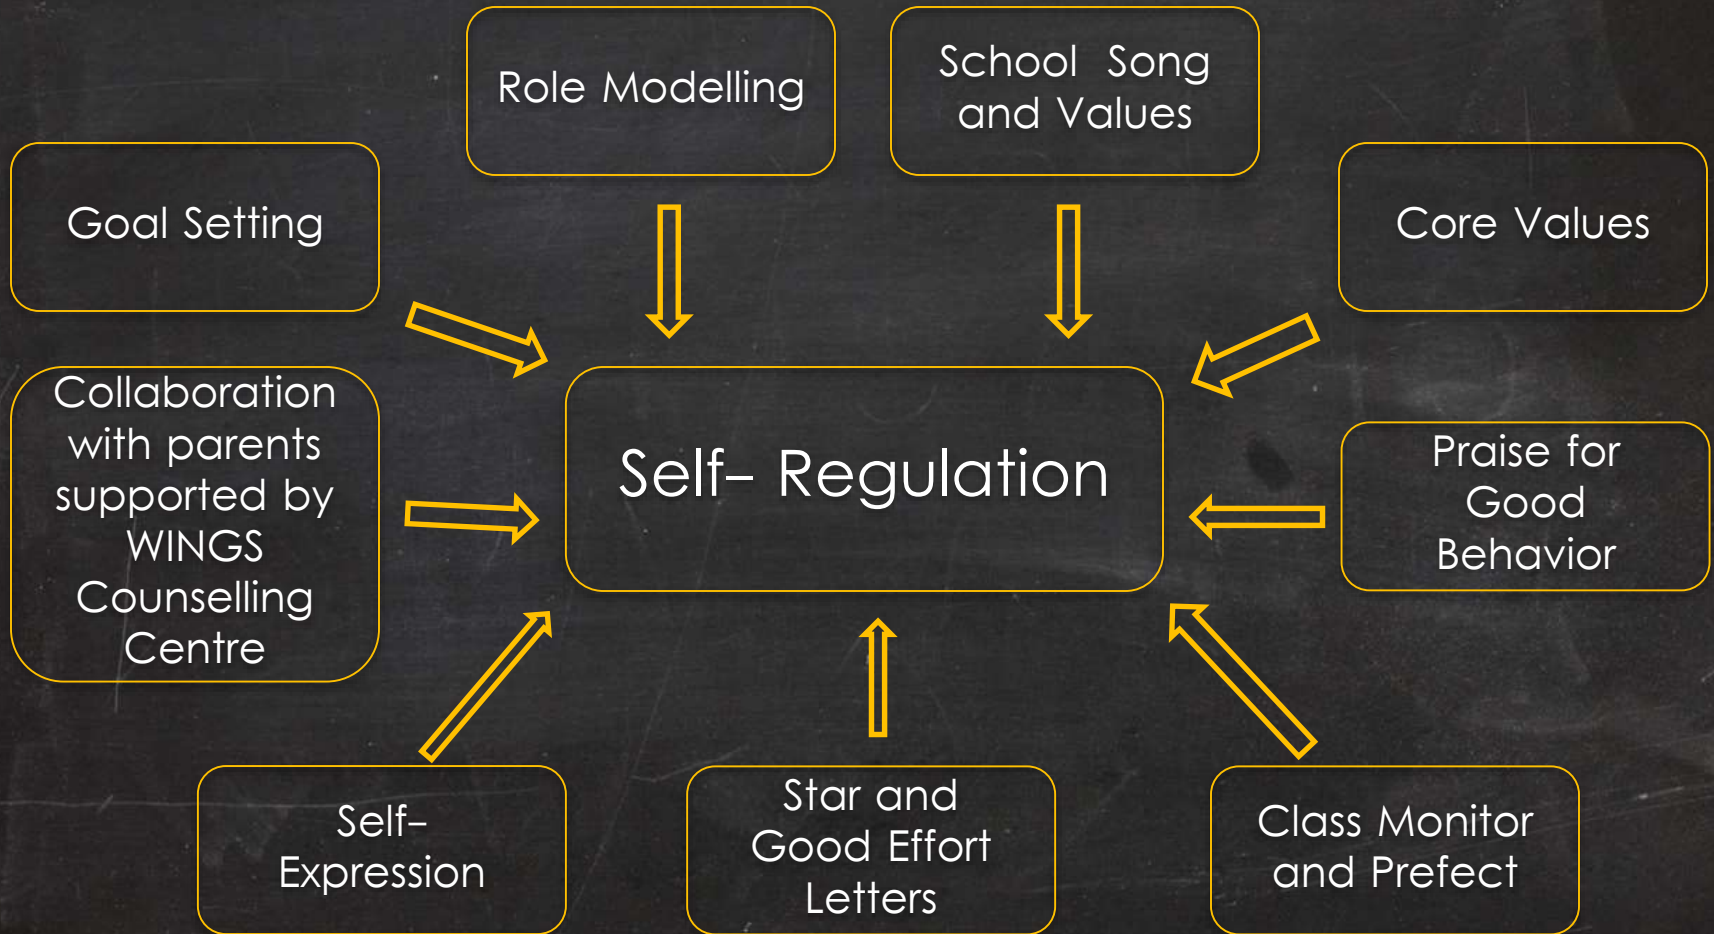 Role Modelling
School Song
and Values
Goal Setting
Core Values
Collaboration
with parents
supported by
WINGS
Counselling
Centre
Self– Regulation
Praise for
Good
Behavior
Self–
Expression
Star and
Good Effort
Letters
Class Monitor
and Prefect